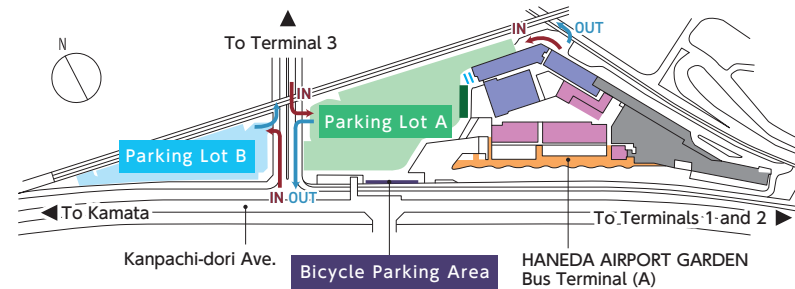 N
To Terminal 3
IN
OUT
IN
Parking Lot A
Parking Lot B
IN
OUT
To Kamata
To Terminals 1 and 2
Kanpachi-dori Ave.
Bicycle Parking Area
HANEDA AIRPORT GARDEN
Bus Terminal (A)